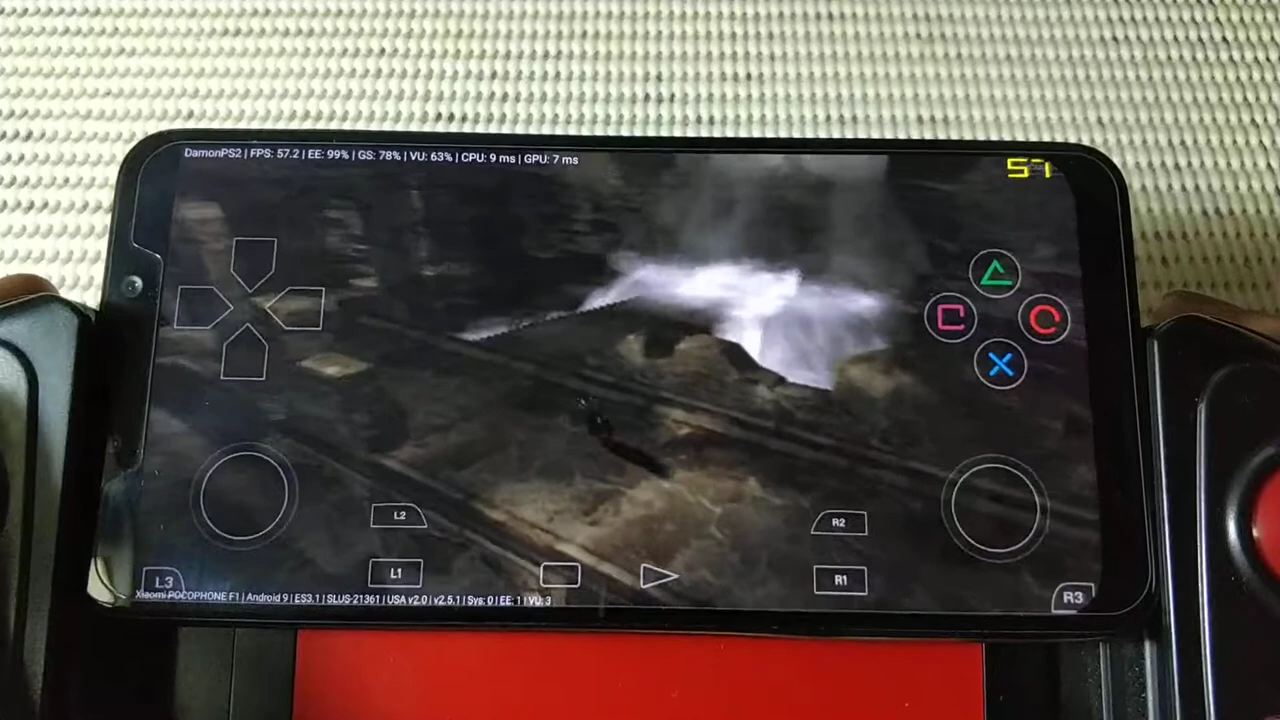 DamonPS2 | FPS: 57.2 | EE: 99% | GS: 78% | VU: 63% | CPU: 9 ms | GPU: 7 ms
57
L2
R2
L1
R1
L3
R3
Xiaomi POCOPHONE F1 | Android 9 | ES3.1 | SLUS-21361 | USA v2.0 | v2.5.1 | Sys: 0 | EE: 1 | VU: 3